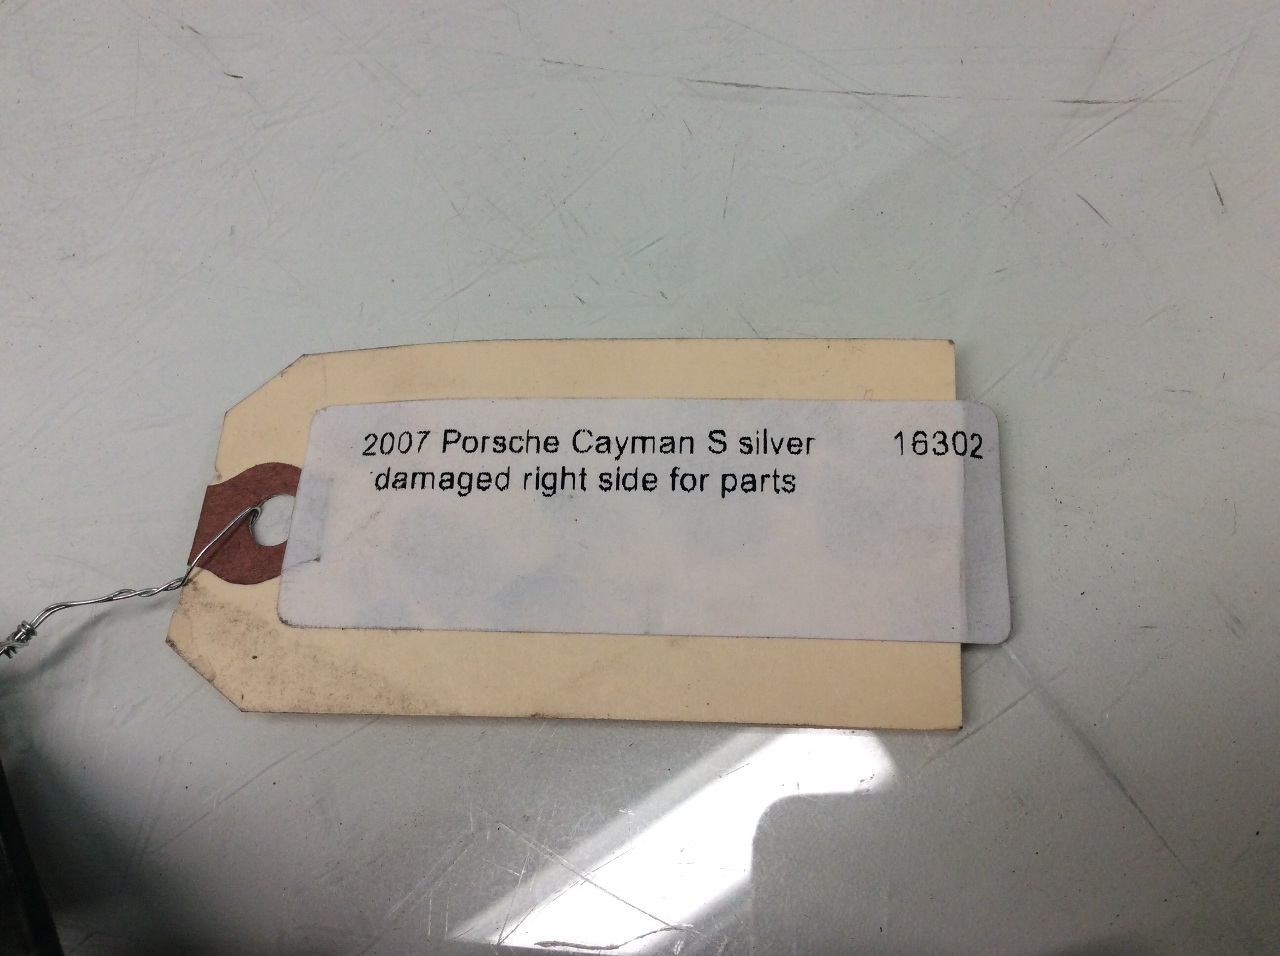 2007 Porsche Cayman S silver 16302
damaged right side for parts